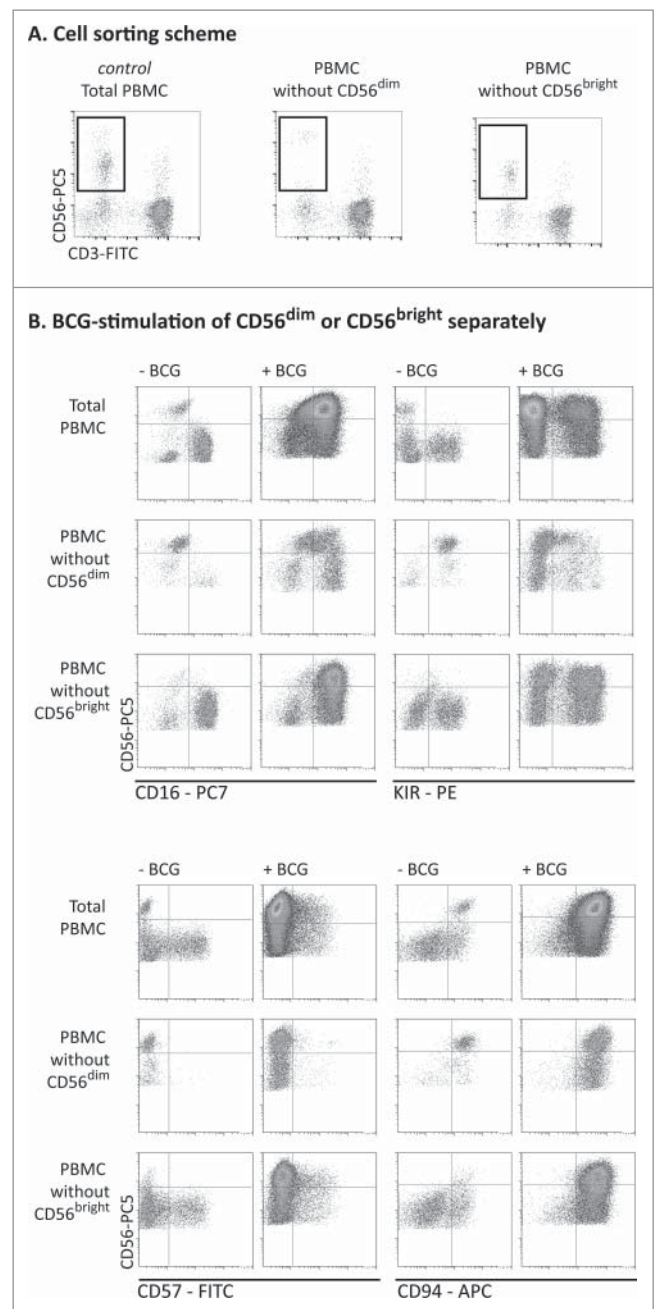 A. Cell sorting scheme
control
Total PBMC
PBMC
without CD56dim
PBMC
without CD56bright
CD56-PC5
CD3-FITC
B. BCG-stimulation of CD56dim or CD56bright separately
- BCG
+ BCG
- BCG
+ BCG
Total
PBMC
PBMC
without
CD56dim
PBMC
without
CD56bright
CD56-PC5
CD16 - PC7
KIR - PE
- BCG
+ BCG
- BCG
+ BCG
Total
PBMC
PBMC
without
CD56dim
PBMC
without
CD56bright
CD56-PC5
CD57 - FITC
CD94 - APC